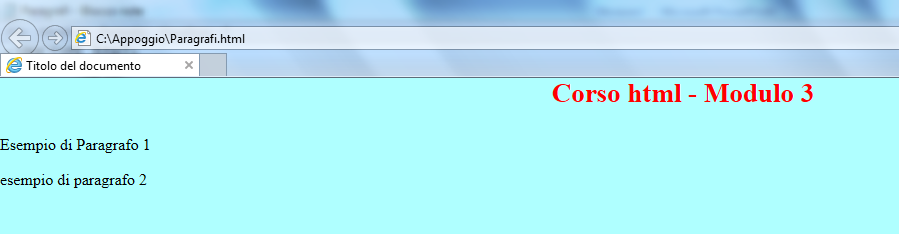 C:\Appoggio\Paragrafi.html
Titolo del documento
Corso html - Modulo 3
Esempio di Paragrafo 1
esempio di paragrafo 2